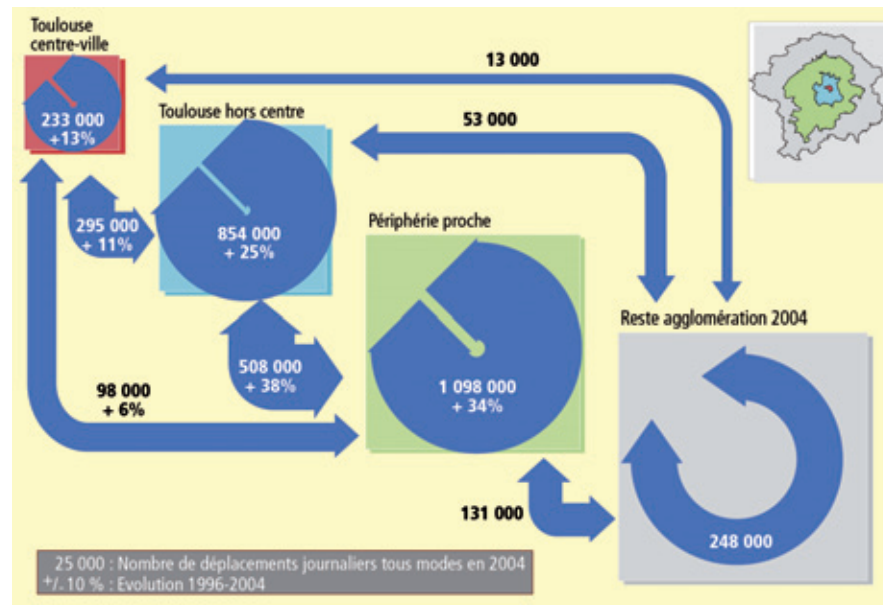 Toulouse
centre-ville
13 000
233 000
+13%
Toulouse hors centre
53 000
295 000
+ 11%
854 000
+ 25%
Périphérie proche
Reste agglomération 2004
508 000
+ 38%
98 000
+ 6%
1 098 000
+ 34%
131 000
248 000
25 000 : Nombre de déplacements journaliers tous modes en 2004
+/- 10 % : Evolution 1996-2004